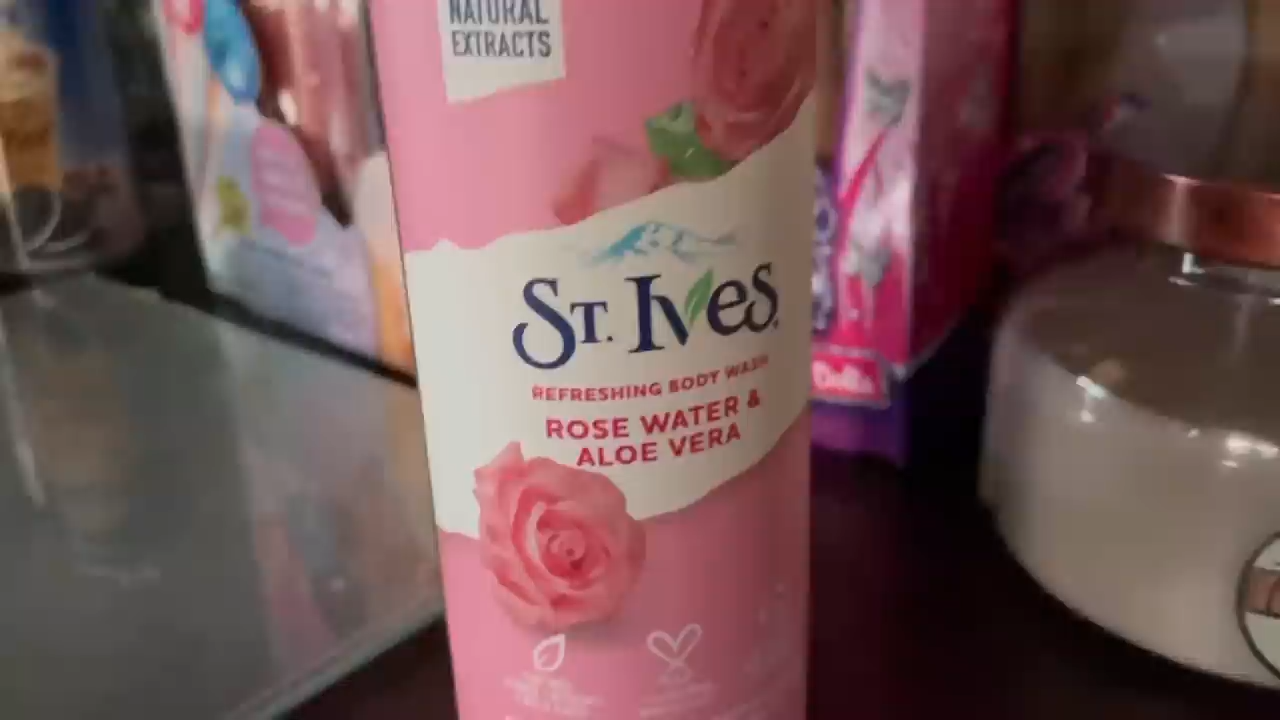 NATURAL
EXTRACTS
ST. IVES
REFRESHING BODY WASH
ROSE WATER &
ALOE VERA